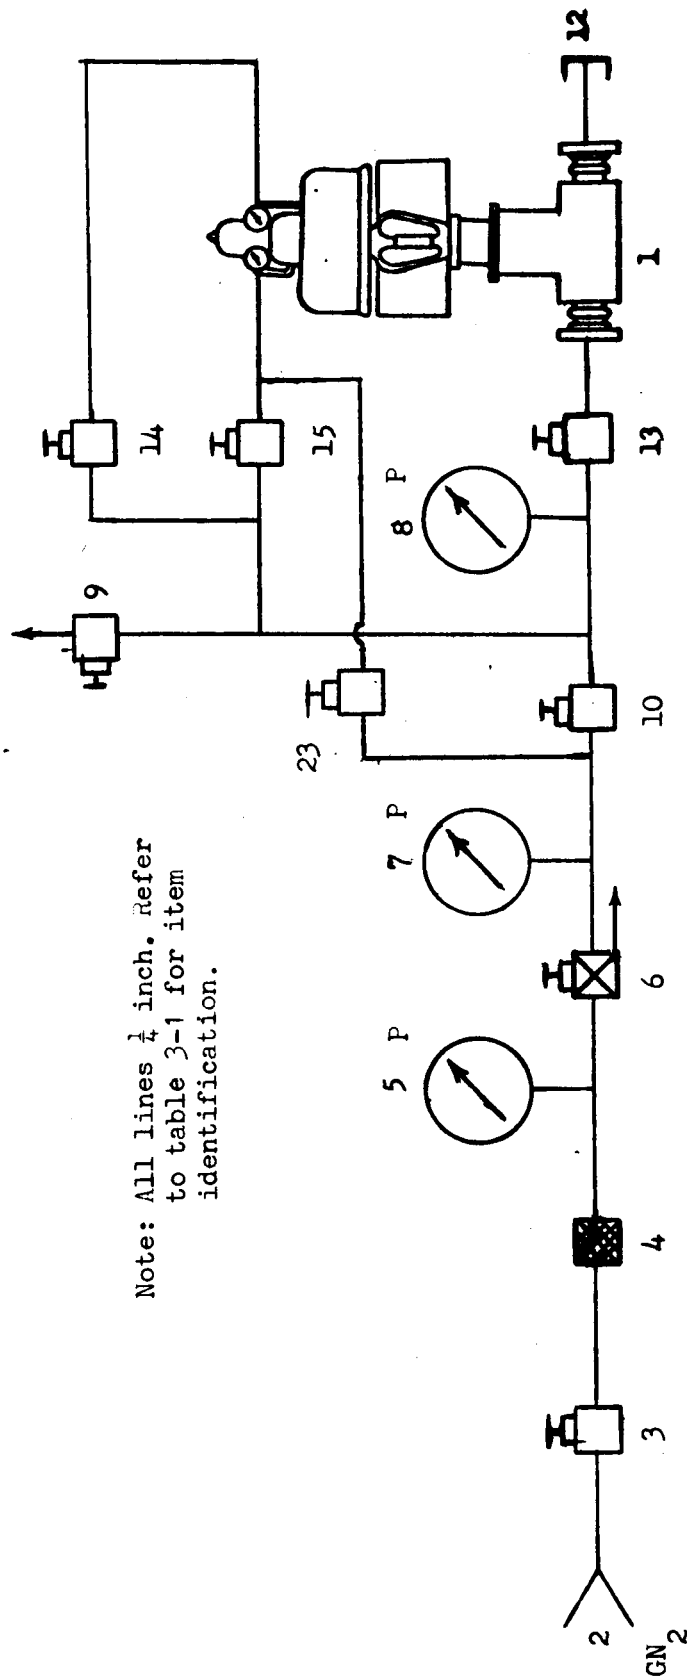 Note: All lines 1/4 inch. Refer
to table 3-1 for item
identification.
2
GN2
3
4
5 P
6
7 P
23
10
9
8 P
14
15
13
1
12